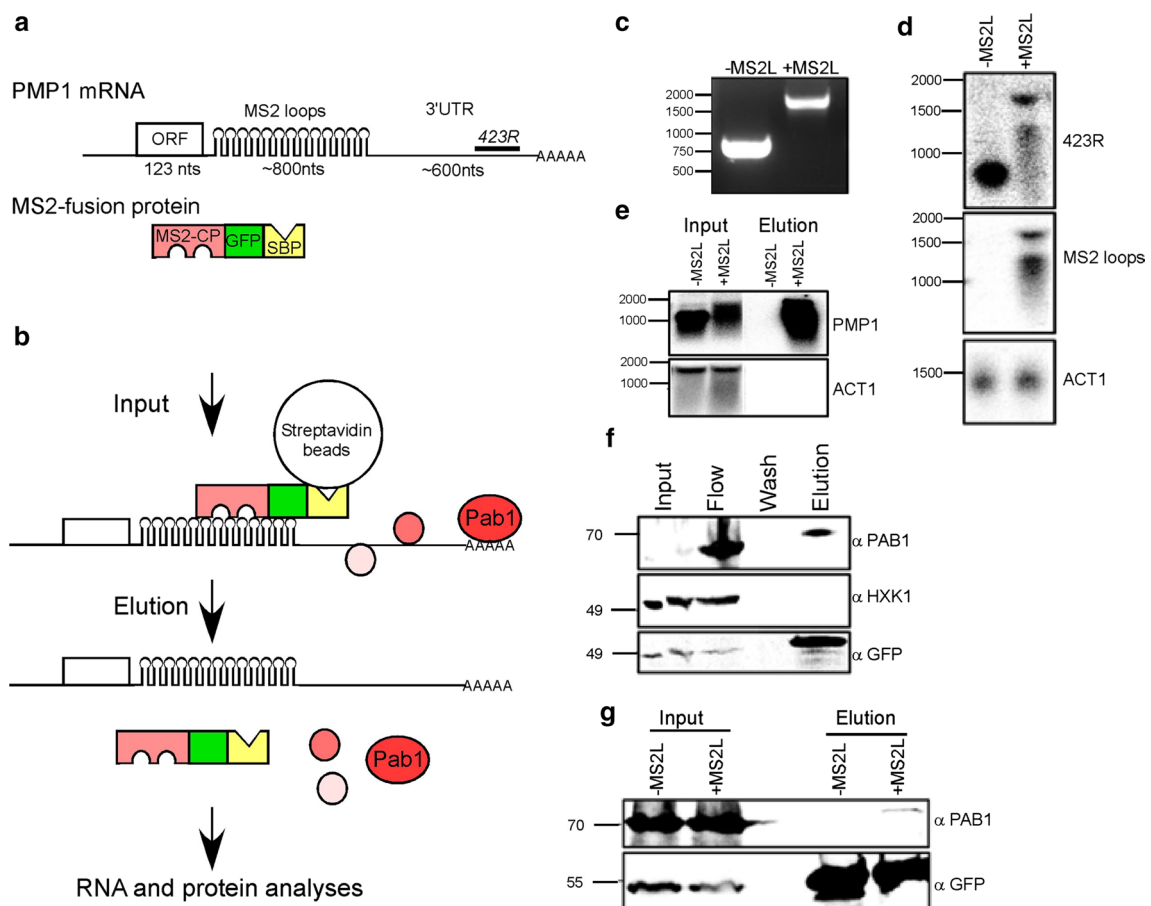 a
PMP1 mRNA
MS2 loops
3'UTR
ORF
423R
AAAAA
123 nts
~800nts
~600nts
MS2-fusion protein
MS2-CP
GFP
SBP
b
Input
Streptavidin
beads
Pab1
AAAAA
Elution
AAAAA
Pab1
RNA and protein analyses
c
-MS2L +MS2L
2000
1500
1000
750
500
d
-MS2L
+MS2L
2000
1500
1000
423R
2000
1500
1000
MS2 loops
1500
ACT1
e
Input
Elution
-MS2L
+MS2L
-MS2L
+MS2L
2000
1000
PMP1
2000
1000
ACT1
f
Input
Flow
Wash
Elution
70
α PAB1
49
α HXK1
49
α GFP
g
Input
Elution
-MS2L
+MS2L
-MS2L
+MS2L
70
α PAB1
55
α GFP